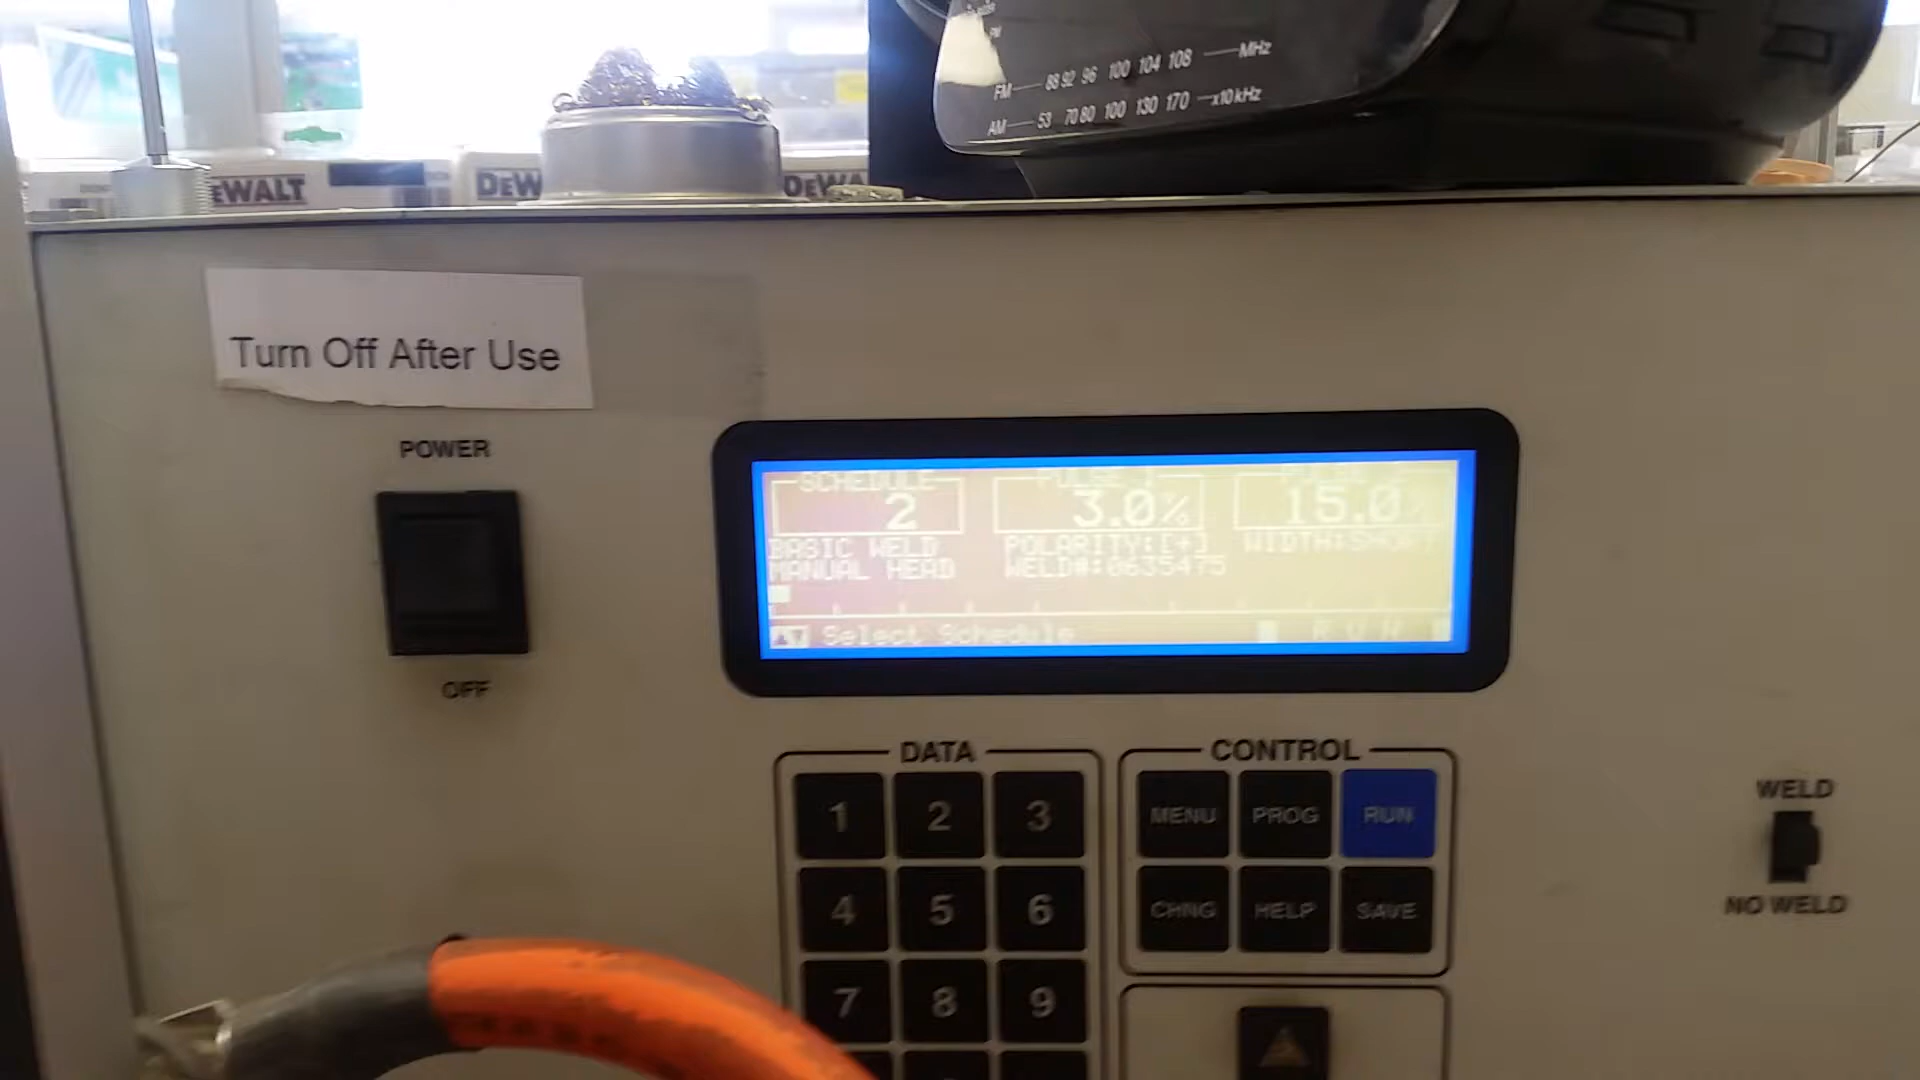 FM 88 92 96 100 104 108 MHz
AM 53 70 80 100 130 170 x10kHz
DEWALT
Turn Off After Use
POWER
OFF
SCHEDULE
2
3.0%
15.0%
BASIC WELD
POLARITY:[+]
WIDTH:SHORT
MANUAL HEAD
WELD#:0635475
Select Schedule
RUN
DATA
1 2 3
4 5 6
7 8 9
CONTROL
MENU PROG RUN
CHNG HELP SAVE
WELD
NO WELD